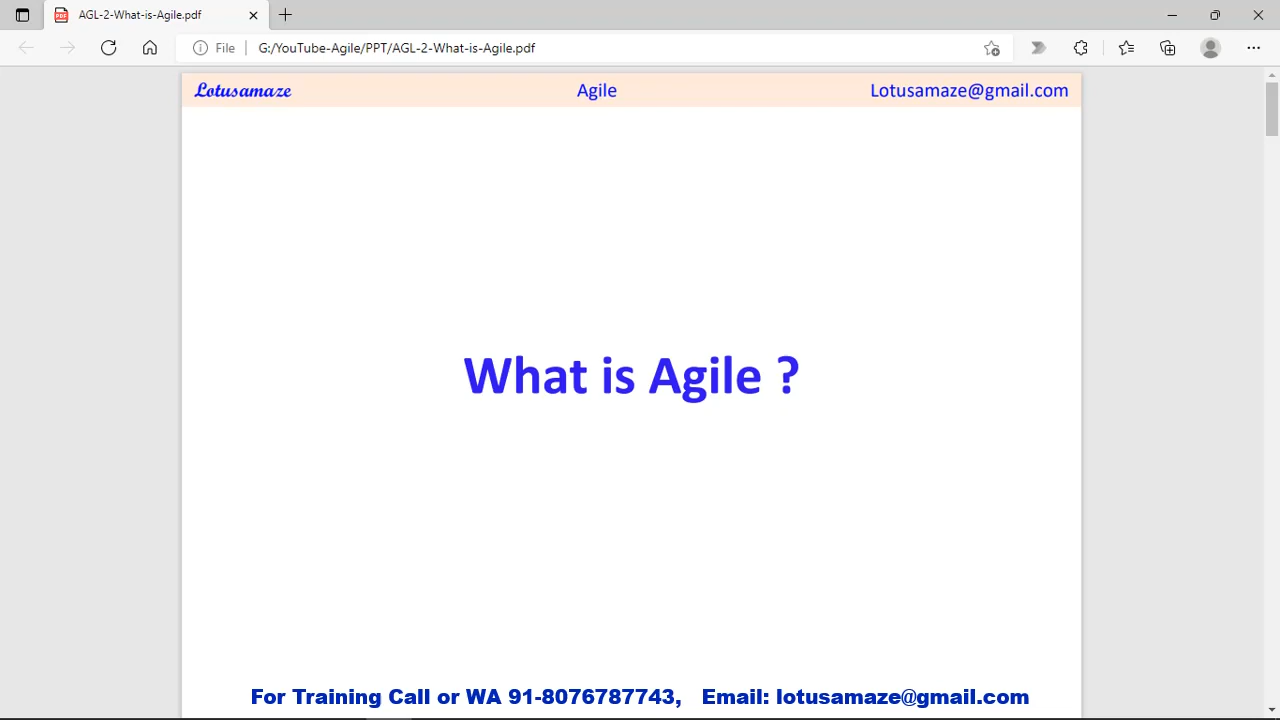 AGL-2-What-is-Agile.pdf
File G:/YouTube-Agile/PPT/AGL-2-What-is-Agile.pdf
Lotusamaze Agile Lotusamaze@gmail.com
What is Agile ?
For Training Call or WA 91-8076787743, Email: lotusamaze@gmail.com